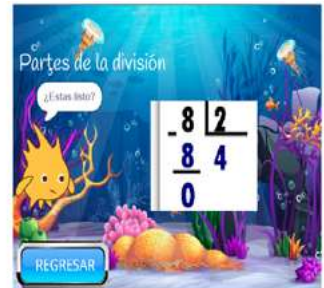 Partes de la división
¿Estas listo?
- 8 | 2
8 4
0
REGRESAR